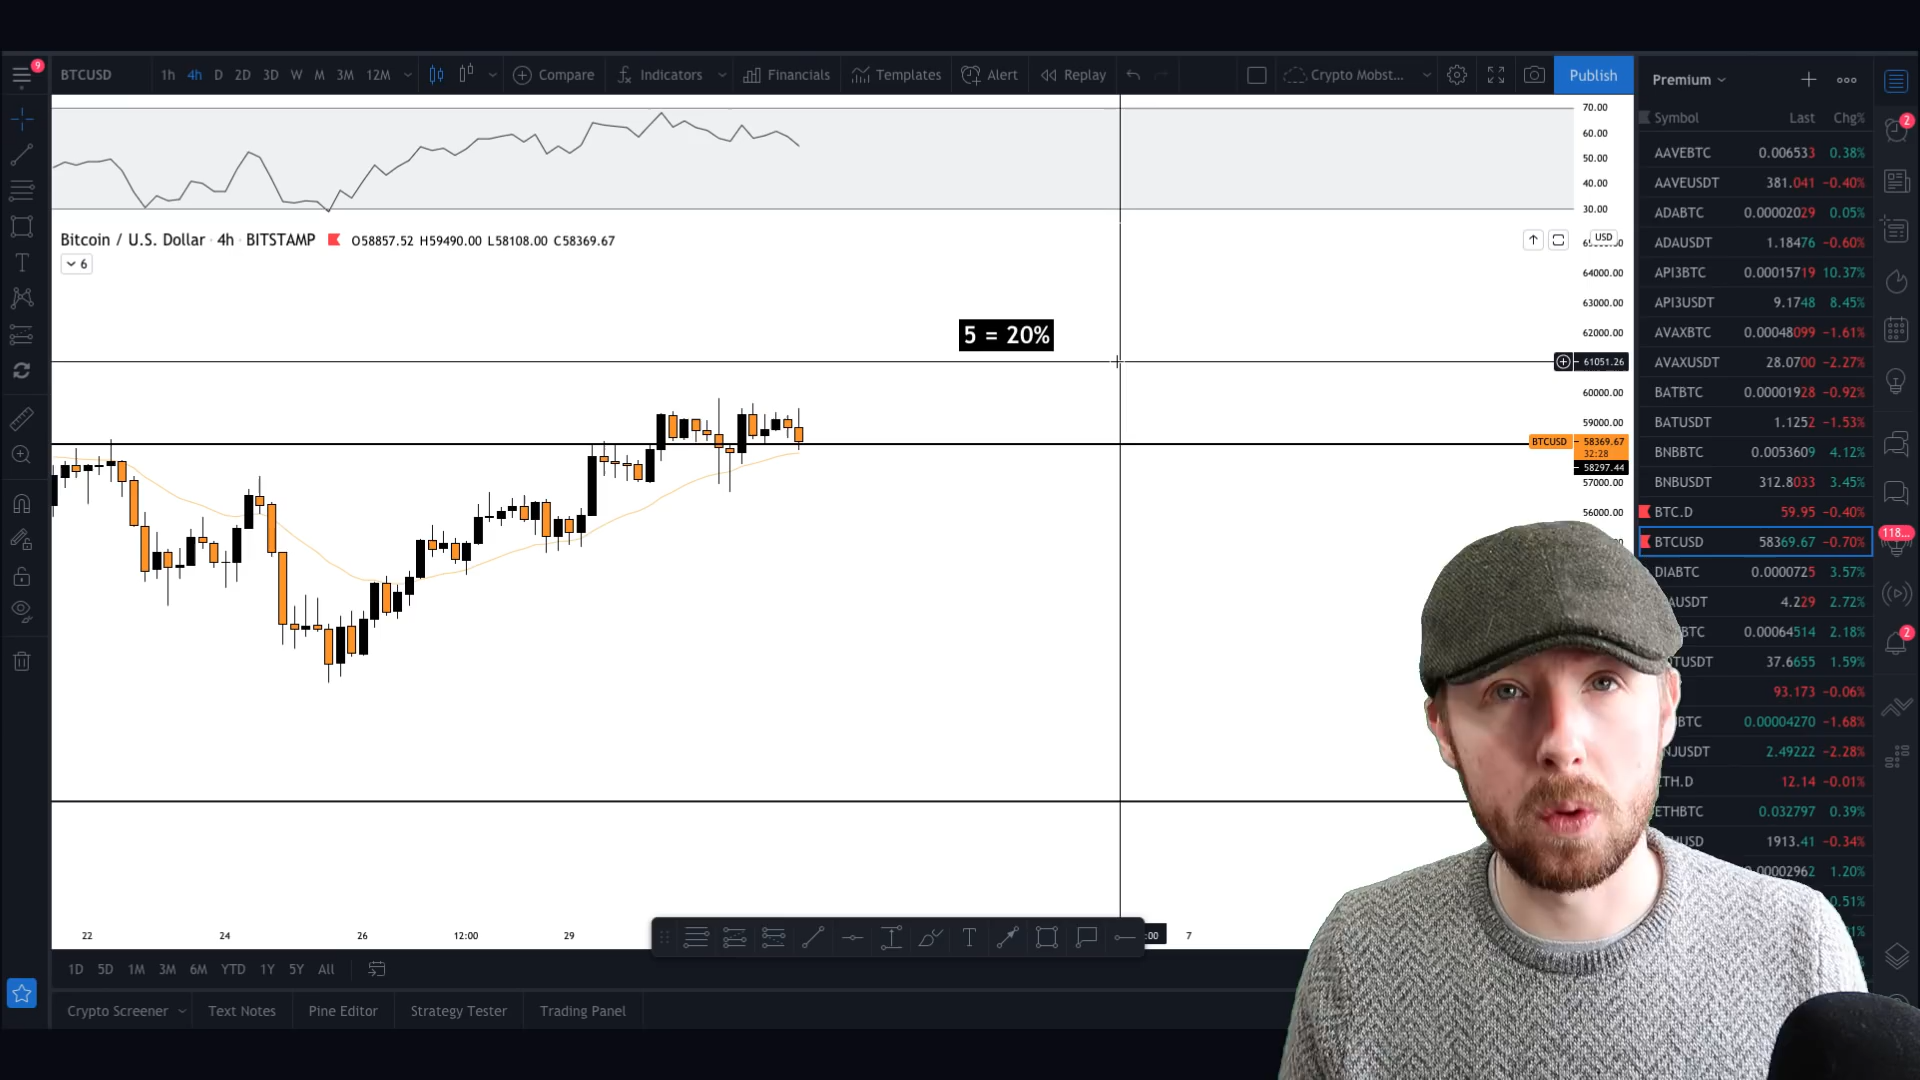 9
BTCUSD 1h 4h D 2D 3D W M 3M 12M Compare Indicators Financials Templates Alert Replay Crypto Mobst... Publish
Premium
Symbol Last Chg%
70.00
60.00
50.00
40.00
30.00
Bitcoin / U.S. Dollar · 4h · BITSTAMP O58857.52 H59490.00 L58108.00 C58369.67
6
USD
64000.00
63000.00
62000.00
61051.26
60000.00
59000.00
BTCUSD 58369.67
32:28
58297.44
57000.00
56000.00
5 = 20%
AAVEBTC 0.006533 0.38%
AAVEUSDT 381.041 −0.40%
ADABTC 0.00002029 0.05%
ADAUSDT 1.18476 −0.60%
API3BTC 0.00015719 10.37%
API3USDT 9.1748 8.45%
AVAXBTC 0.00048099 −1.61%
AVAXUSDT 28.0700 −2.27%
BATBTC 0.00001928 −0.92%
BATUSDT 1.1252 −1.53%
BNBBTC 0.0053609 4.12%
BNBUSDT 312.8033 3.45%
BTC.D 59.95 −0.40%
BTCUSD 58369.67 −0.70%
DIABTC 0.0000725 3.57%
AUSDT 4.229 2.72%
BTC 0.00064514 2.18%
TUSDT 37.6655 1.59%
93.173 −0.06%
BTC 0.00004270 −1.68%
NJUSDT 2.49222 −2.28%
TH.D 12.14 −0.01%
ETHBTC 0.032797 0.39%
USD 1913.41 −0.34%
00002962 1.20%
0.51%
2
118...
2
22 24 26 12:00 29 :00 7
1D 5D 1M 3M 6M YTD 1Y 5Y All
Crypto Screener Text Notes Pine Editor Strategy Tester Trading Panel